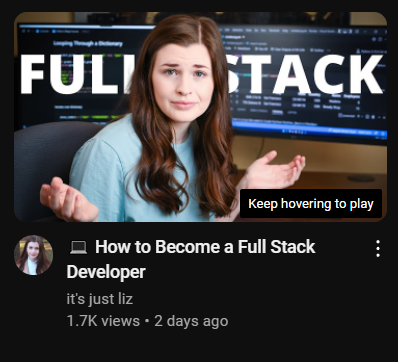 Looping Through a Dictionary
FULL STACK
Keep hovering to play
💻 How to Become a Full Stack
Developer
it's just liz
1.7K views • 2 days ago